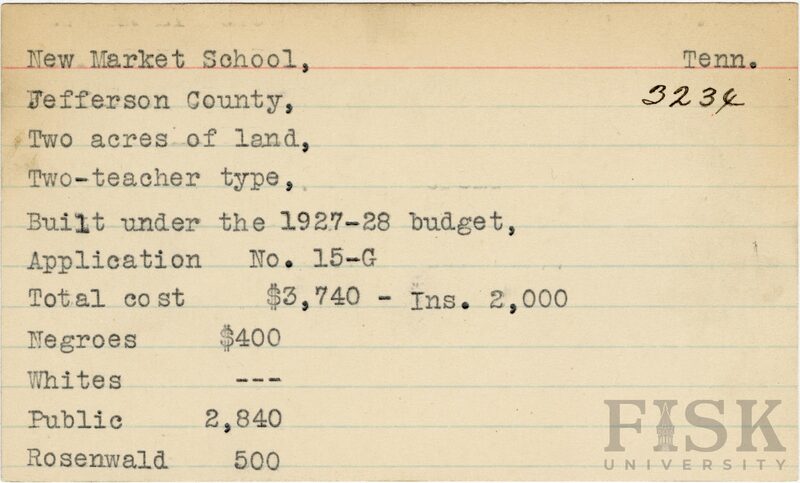 New Market School, Tenn.
Jefferson County, 3234
Two acres of land,
Two-teacher type,
Built under the 1927-28 budget,
Application No. 15-G
Total cost $3,740 - Ins. 2,000
Negroes $400
Whites ---
Public 2,840
Rosenwald 500
FISK
UNIVERSITY